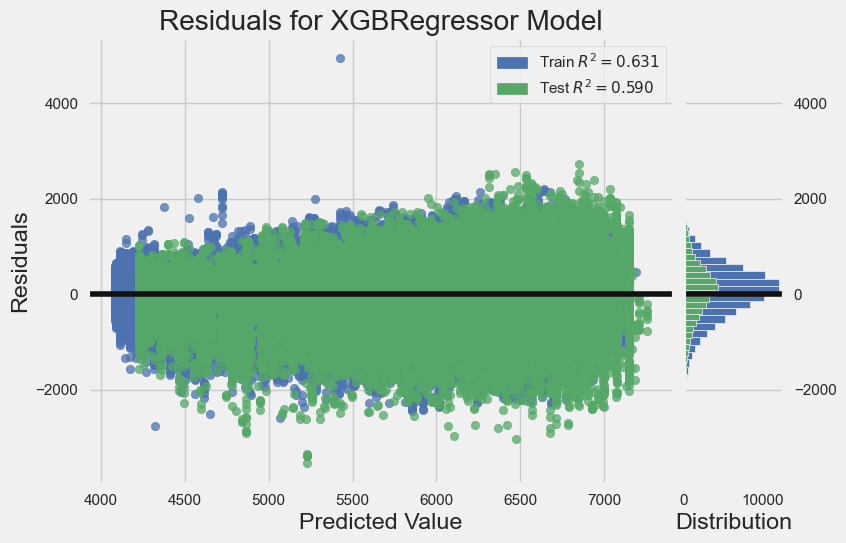 Residuals for XGBRegressor Model
Train R² = 0.631
Test R² = 0.590
4000
2000
0
−2000
Residuals
4000 4500 5000 5500 6000 6500 7000
Predicted Value
4000
2000
0
−2000
0 10000
Distribution